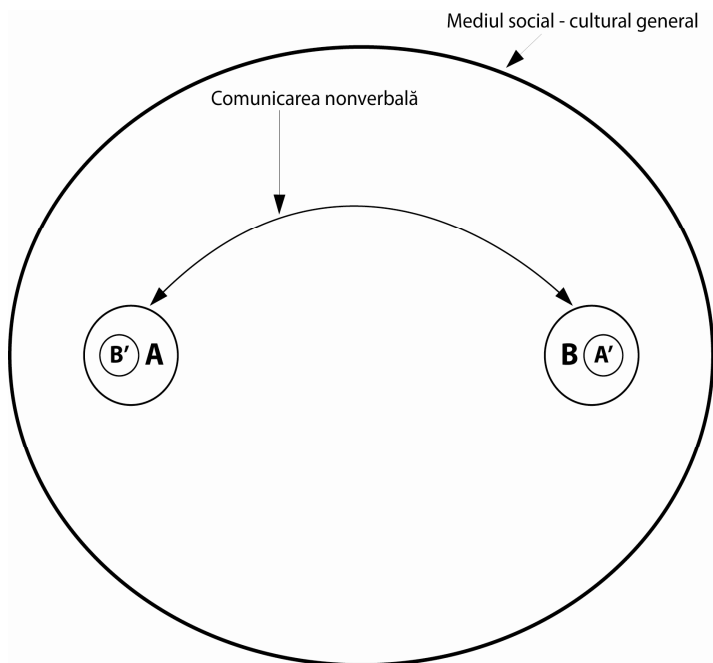 Mediul social - cultural general
Comunicarea nonverbală
B’ A
B A’